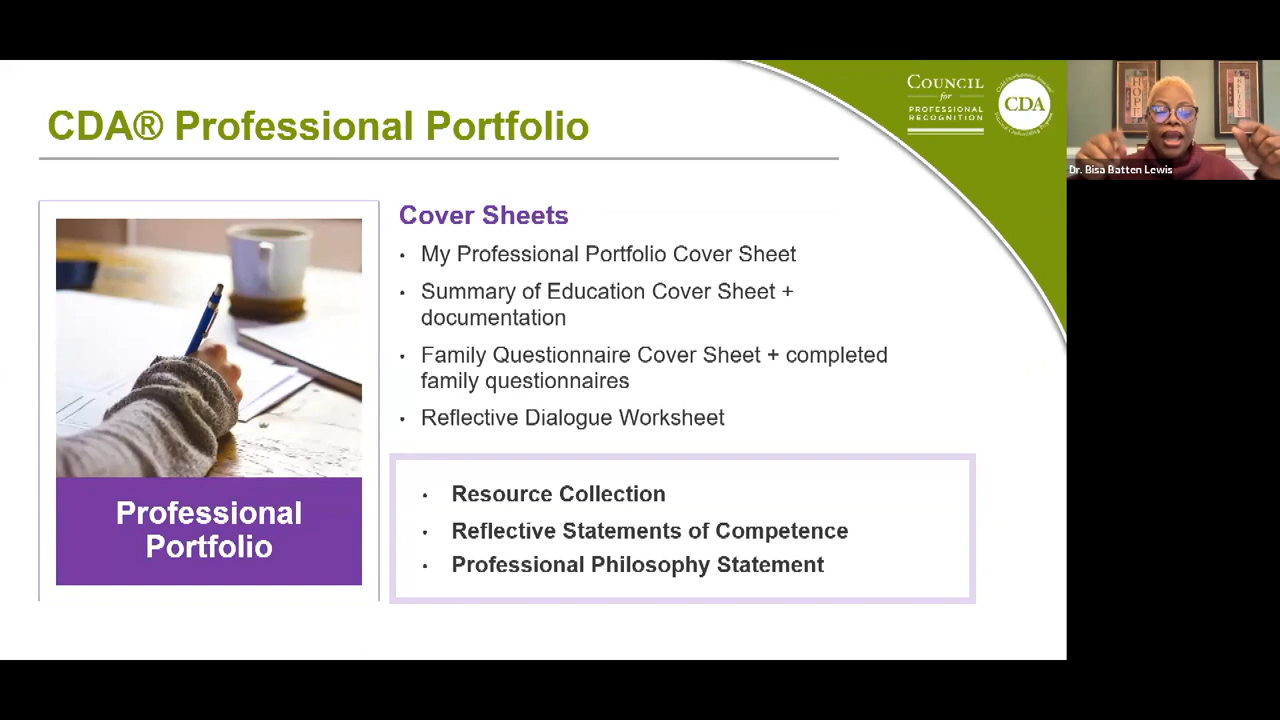 CDA® Professional Portfolio
COUNCIL
for
PROFESSIONAL
RECOGNITION
CDA
HOPE
Dr. Bisa Batten Lewis
Cover Sheets
• My Professional Portfolio Cover Sheet
• Summary of Education Cover Sheet +
documentation
• Family Questionnaire Cover Sheet + completed
family questionnaires
• Reflective Dialogue Worksheet
Professional
Portfolio
• Resource Collection
• Reflective Statements of Competence
• Professional Philosophy Statement